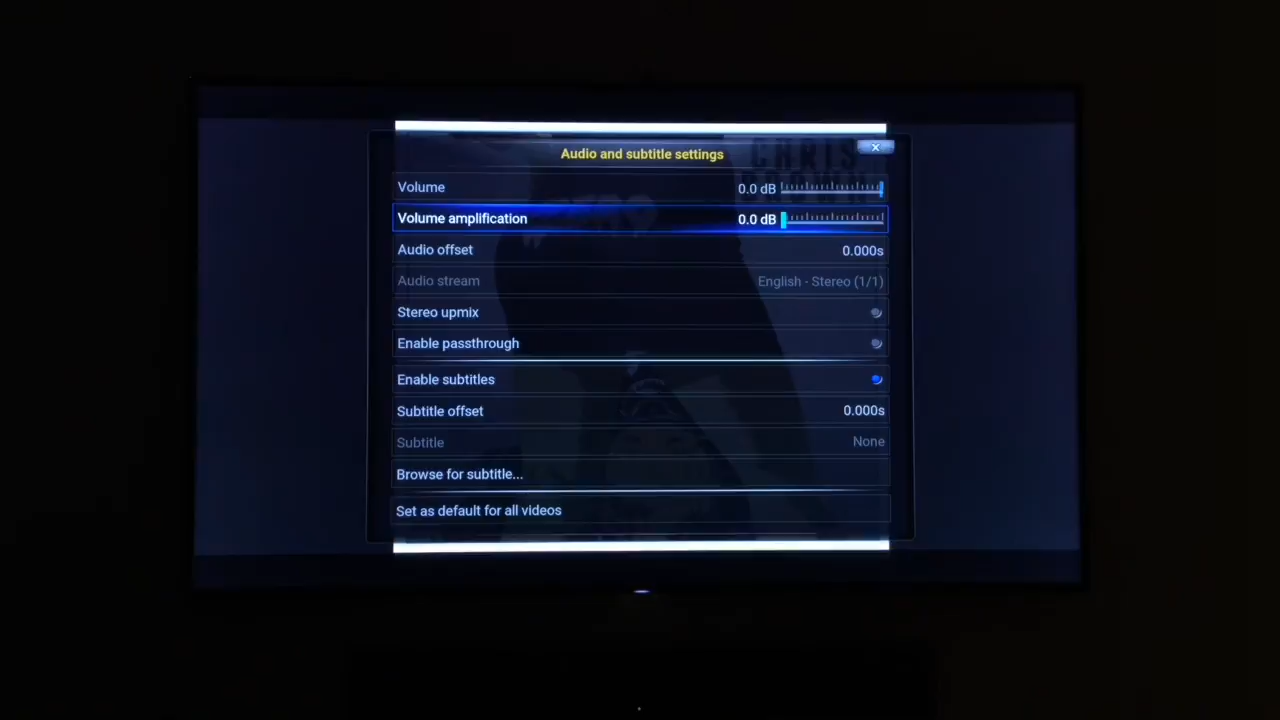 Audio and subtitle settings
Volume 0.0 dB
Volume amplification 0.0 dB
Audio offset 0.000s
Audio stream English - Stereo (1/1)
Stereo upmix
Enable passthrough
Enable subtitles
Subtitle offset 0.000s
Subtitle None
Browse for subtitle...
Set as default for all videos
CHRIS
BROWN